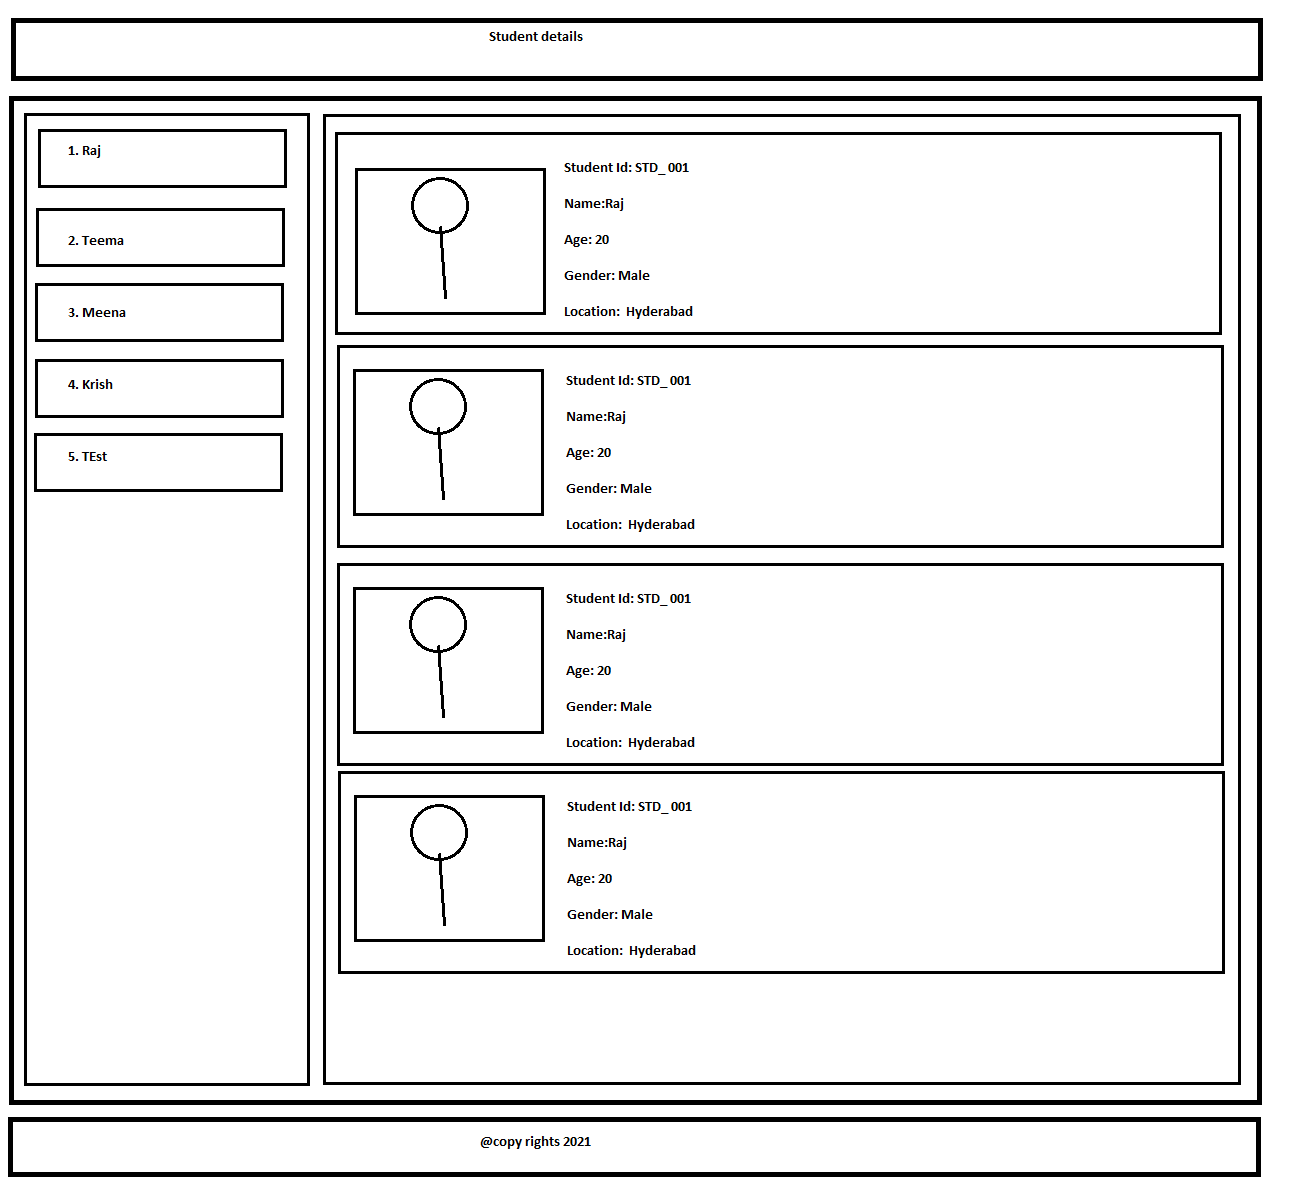 Student details
1. Raj
2. Teema
3. Meena
4. Krish
5. TEst
Student Id: STD_ 001
Name:Raj
Age: 20
Gender: Male
Location:  Hyderabad
Student Id: STD_ 001
Name:Raj
Age: 20
Gender: Male
Location:  Hyderabad
Student Id: STD_ 001
Name:Raj
Age: 20
Gender: Male
Location:  Hyderabad
Student Id: STD_ 001
Name:Raj
Age: 20
Gender: Male
Location:  Hyderabad
@copy rights 2021